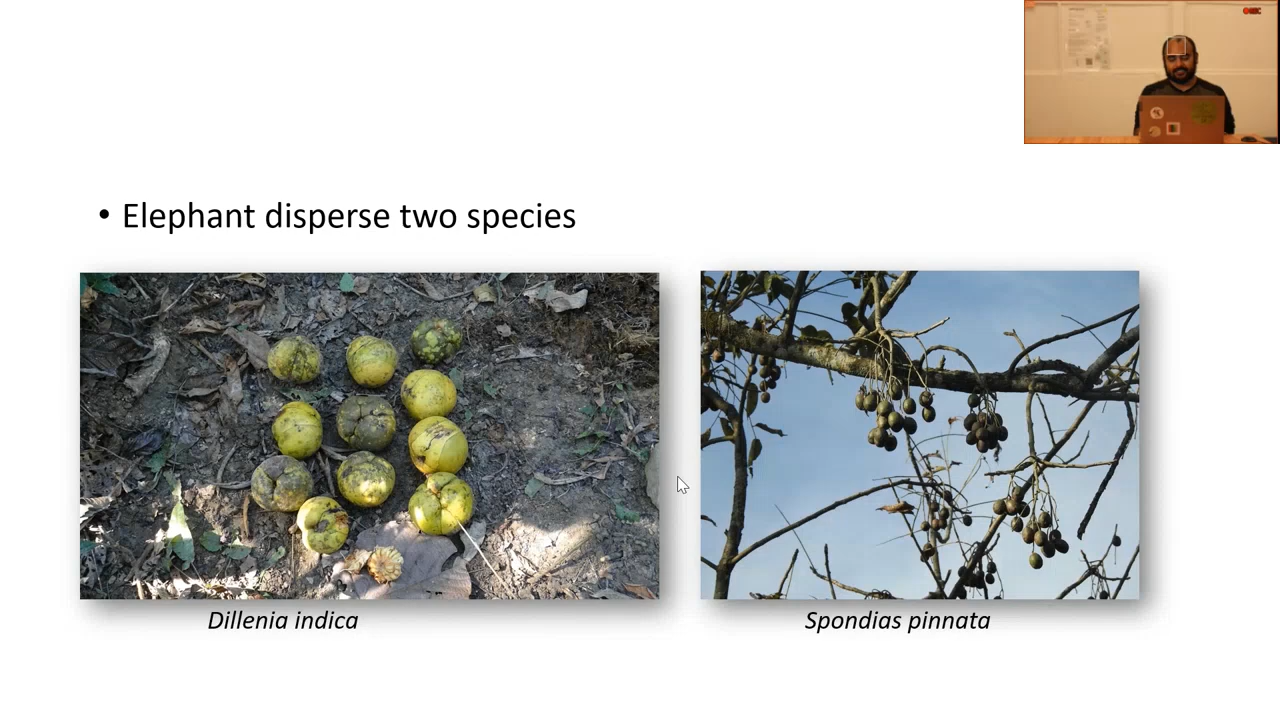 • Elephant disperse two species
Dillenia indica
Spondias pinnata